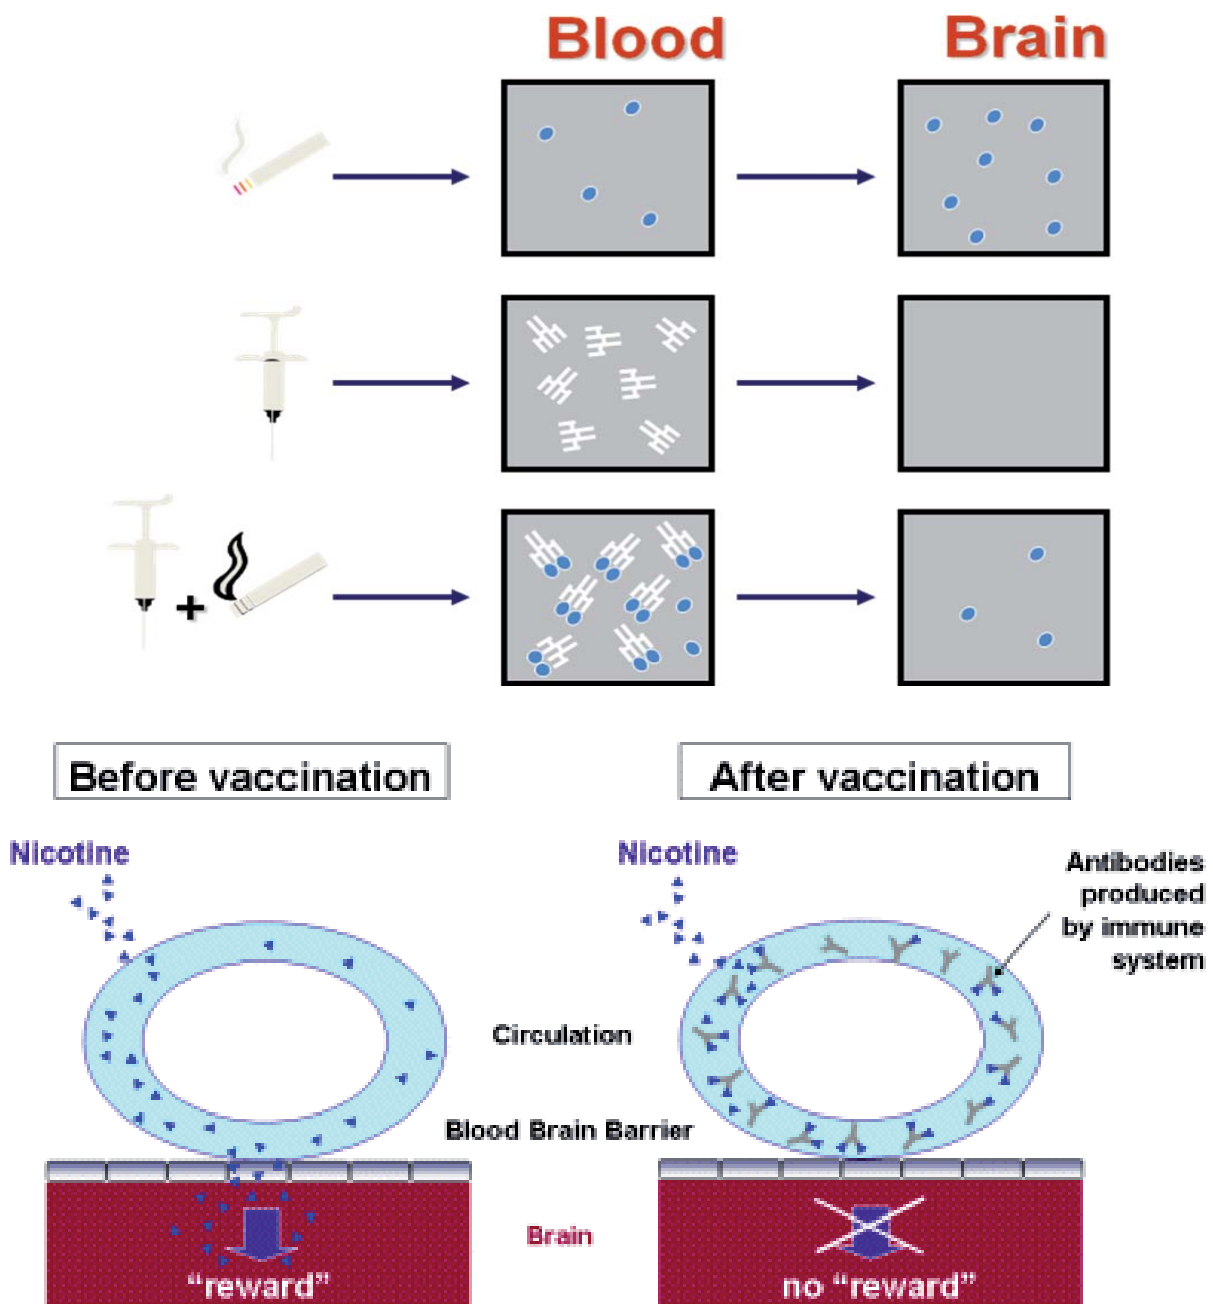 Blood
Brain
+
Before vaccination
After vaccination
Nicotine
Nicotine
Antibodies
produced
by immune
system
Circulation
Blood Brain Barrier
Brain
“reward”
no “reward”